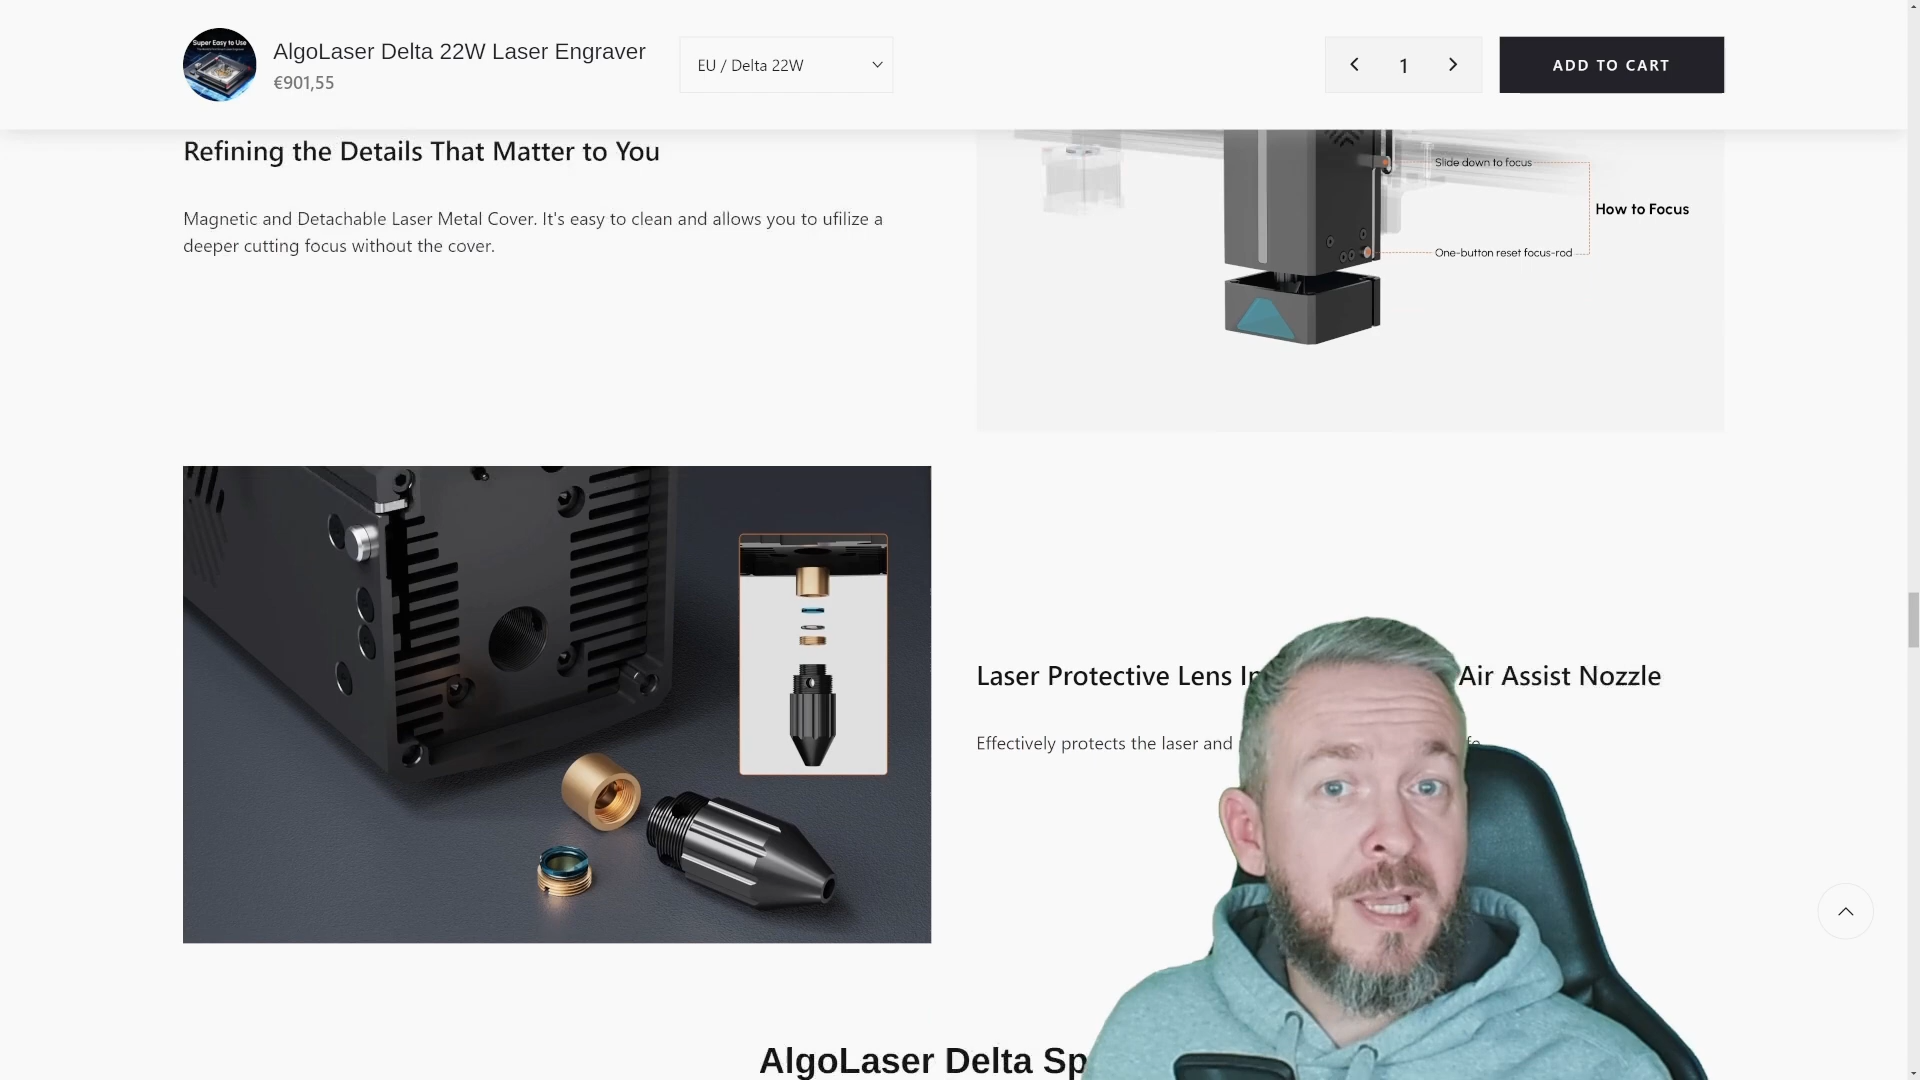 Super Easy to Use
AlgoLaser Delta 22W Laser Engraver
€901,55
EU / Delta 22W
1
ADD TO CART
Refining the Details That Matter to You
Magnetic and Detachable Laser Metal Cover. It's easy to clean and allows you to ufilize a
deeper cutting focus without the cover.
Slide down to focus
How to Focus
One-button reset focus-rod
Laser Protective Lens
Air Assist Nozzle
Effectively protects the laser and
AlgoLaser Delta